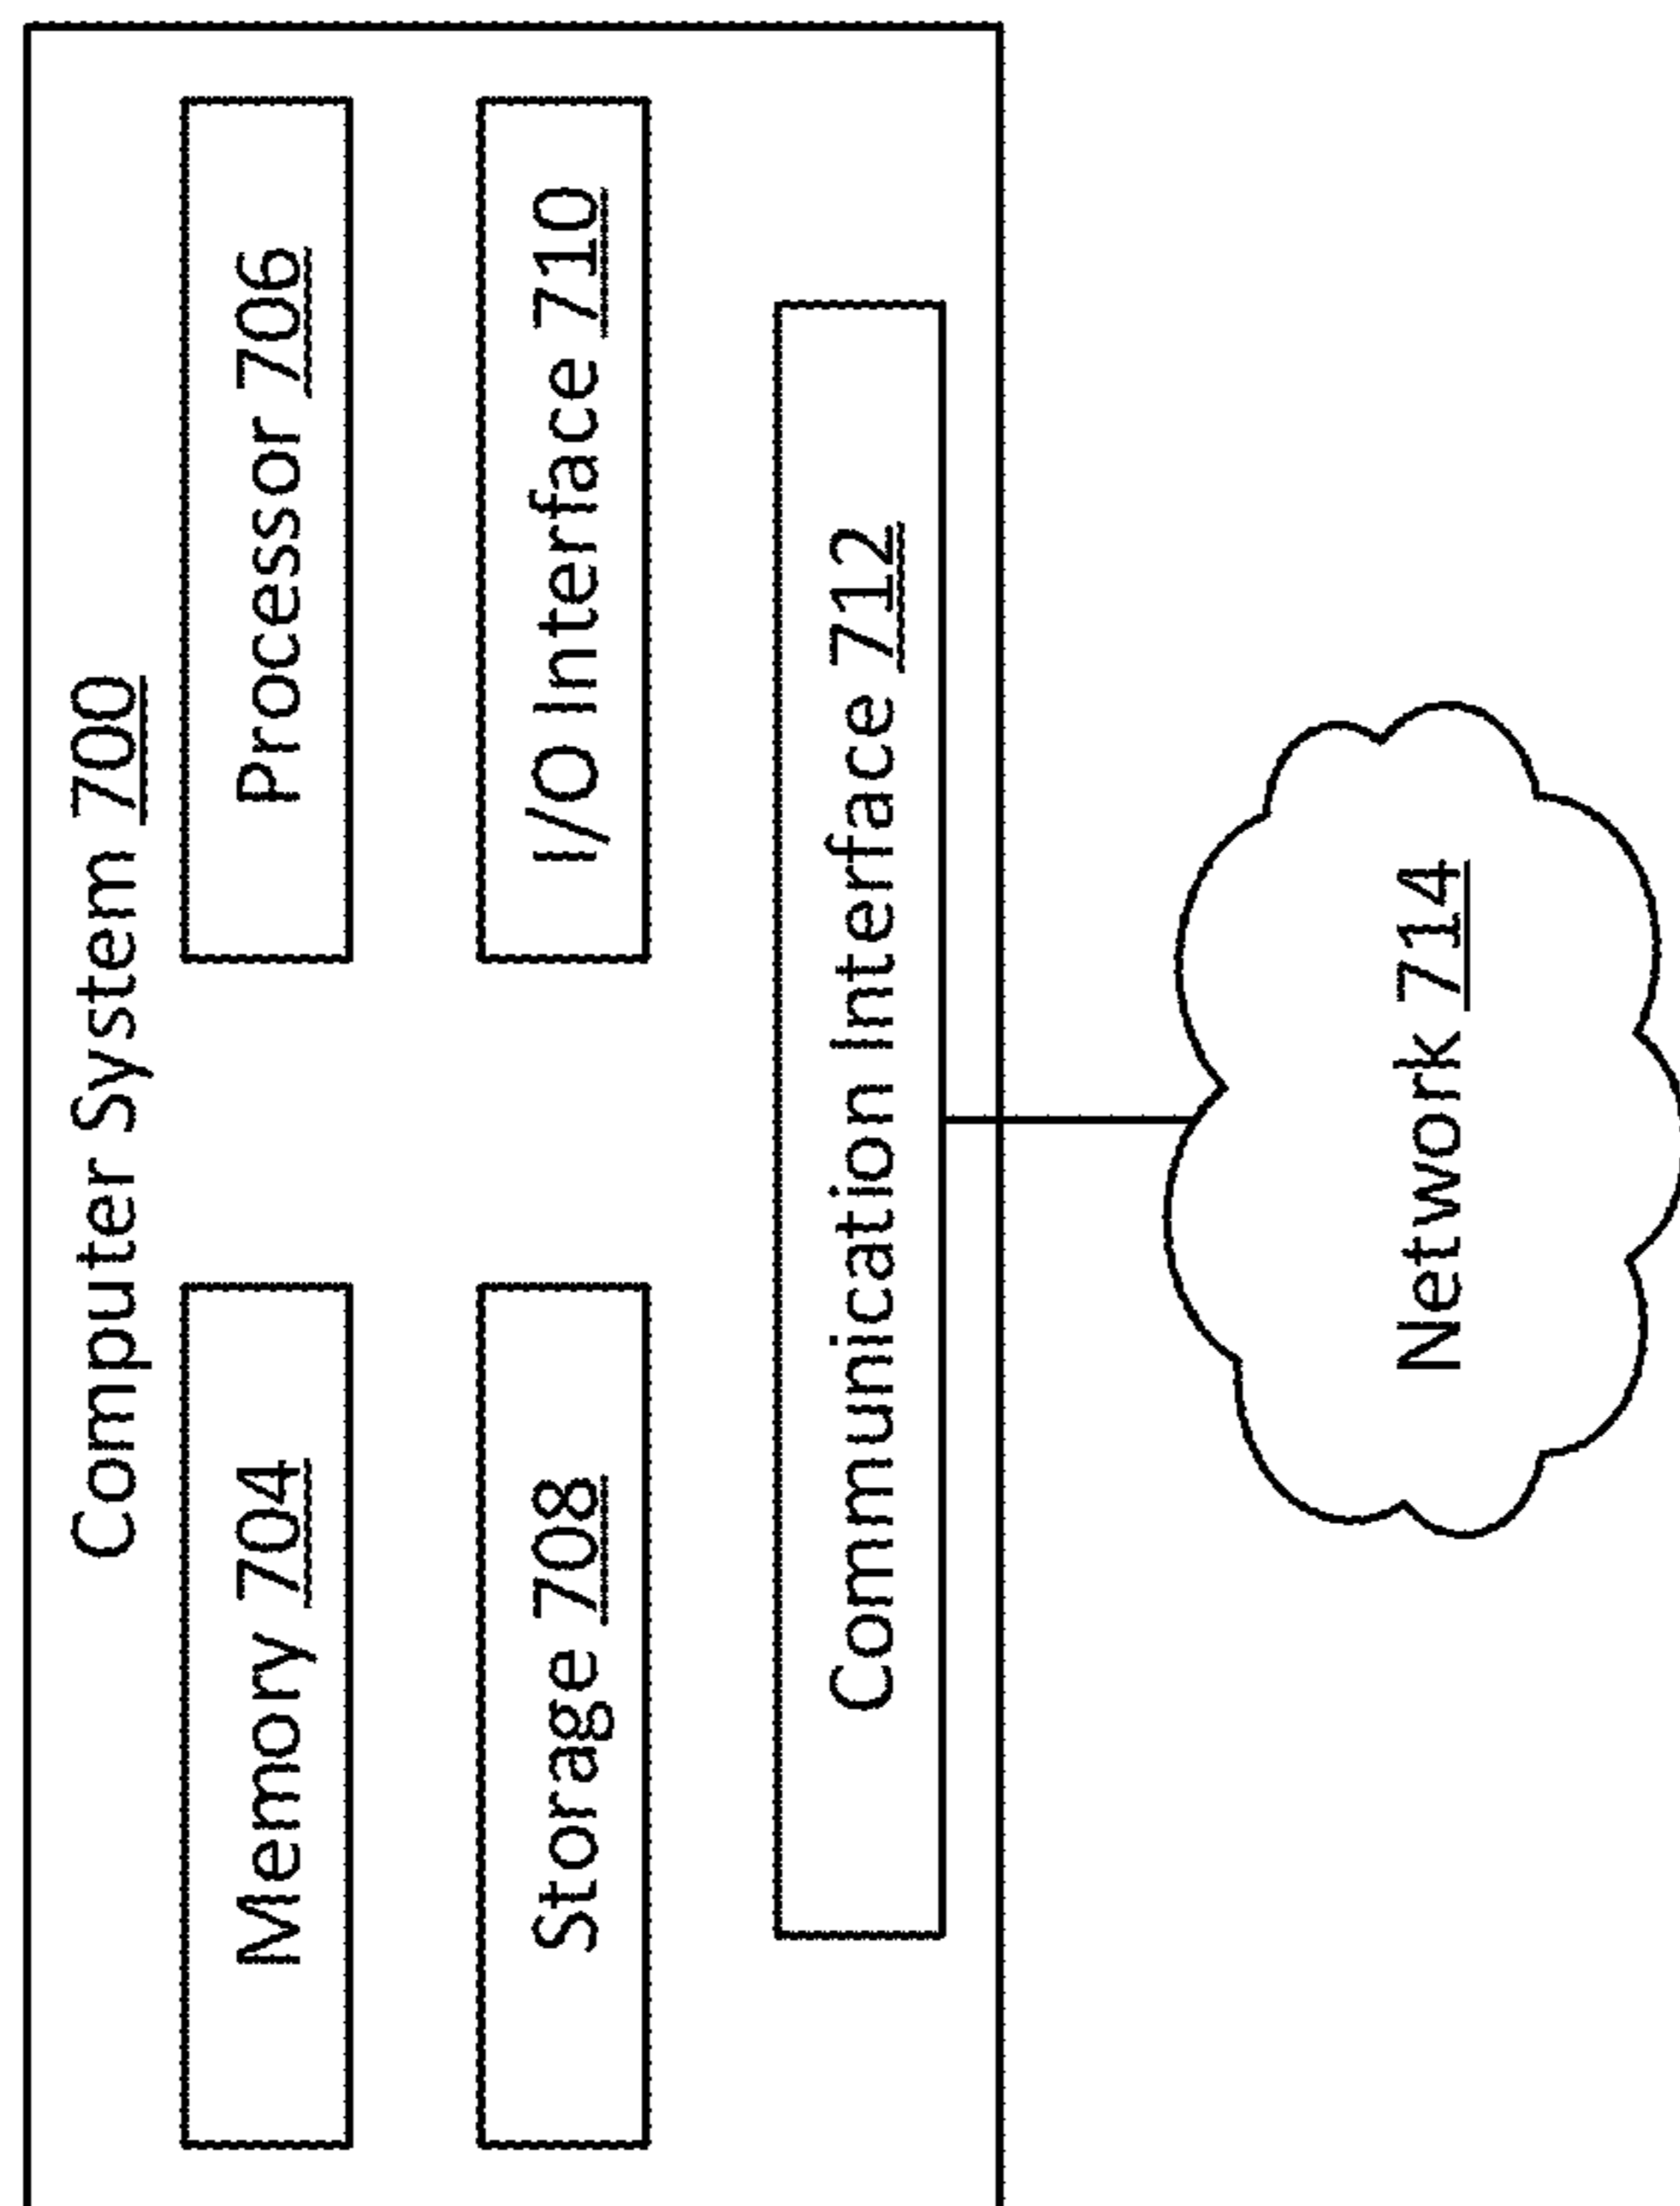 Computer System 700
Memory 704
Processor 706
Storage 708
I/O Interface 710
Communication Interface 712
Network 714